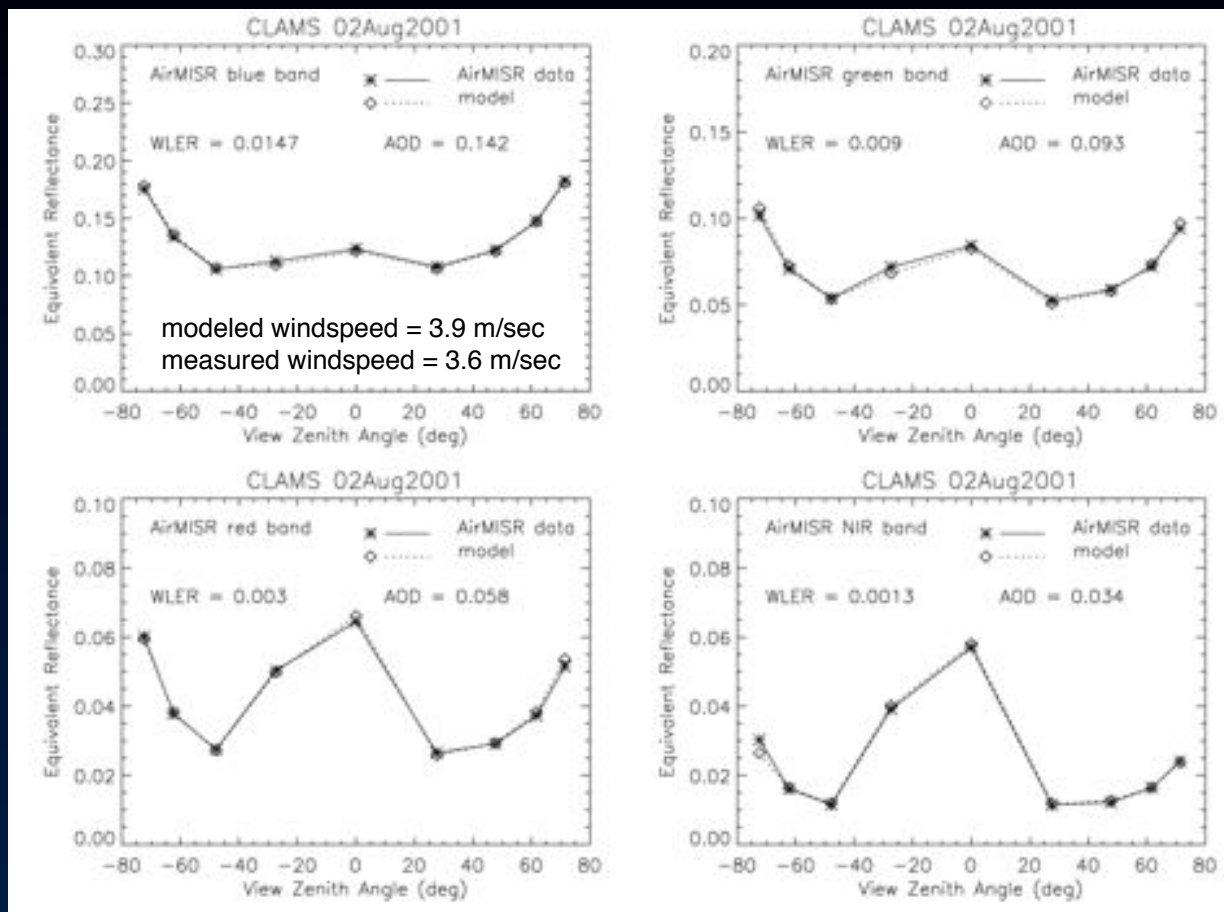 CLAMS 02Aug2001
AirMISR blue band
AirMISR data
model
WLER = 0.0147
AOD = 0.142
modeled windspeed = 3.9 m/sec
measured windspeed = 3.6 m/sec
Equivalent Reflectance
0.30
0.25
0.20
0.15
0.10
0.05
0.00
−80 −60 −40 −20 0 20 40 60 80
View Zenith Angle (deg)
CLAMS 02Aug2001
AirMISR green band
AirMISR data
model
WLER = 0.009
AOD = 0.093
Equivalent Reflectance
0.20
0.15
0.10
0.05
0.00
−80 −60 −40 −20 0 20 40 60 80
View Zenith Angle (deg)
CLAMS 02Aug2001
AirMISR red band
AirMISR data
model
WLER = 0.003
AOD = 0.058
Equivalent Reflectance
0.10
0.08
0.06
0.04
0.02
0.00
−80 −60 −40 −20 0 20 40 60 80
View Zenith Angle (deg)
CLAMS 02Aug2001
AirMISR NIR band
AirMISR data
model
WLER = 0.0013
AOD = 0.034
Equivalent Reflectance
0.10
0.08
0.06
0.04
0.02
0.00
−80 −60 −40 −20 0 20 40 60 80
View Zenith Angle (deg)